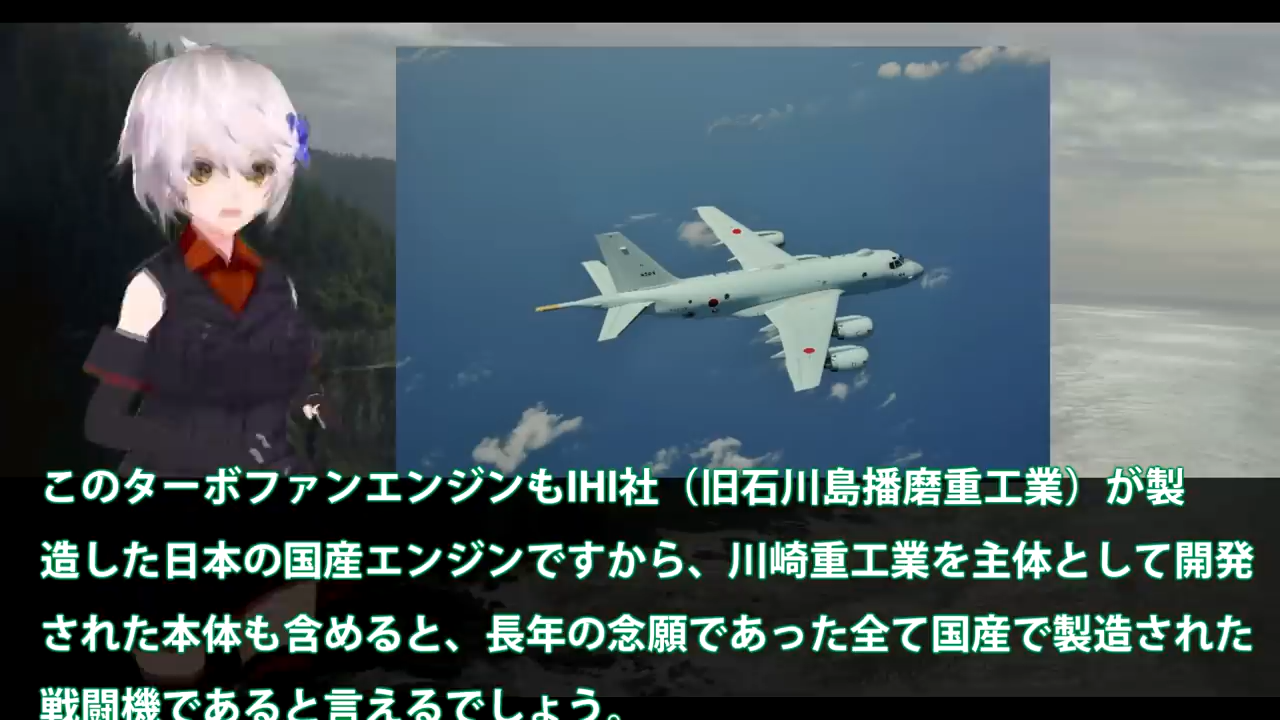 このターボファンエンジンもIHI社（旧石川島播磨重工業）が製
造した日本の国産エンジンですから、川崎重工業を主体として開発
された本体も含めると、長年の念願であった全て国産で製造された
戦闘機であると言えるでしょう。